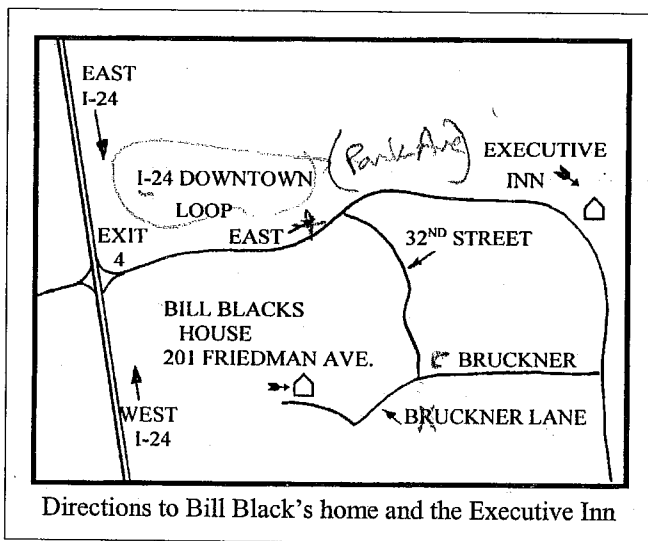 EAST
I-24
I-24 DOWNTOWN
LOOP
(Park Ave)
EXECUTIVE
INN
EXIT
4
EAST
32ND STREET
BILL BLACKS
HOUSE
201 FRIEDMAN AVE.
BRUCKNER
WEST
I-24
BRUCKNER LANE
Directions to Bill Black's home and the Executive Inn